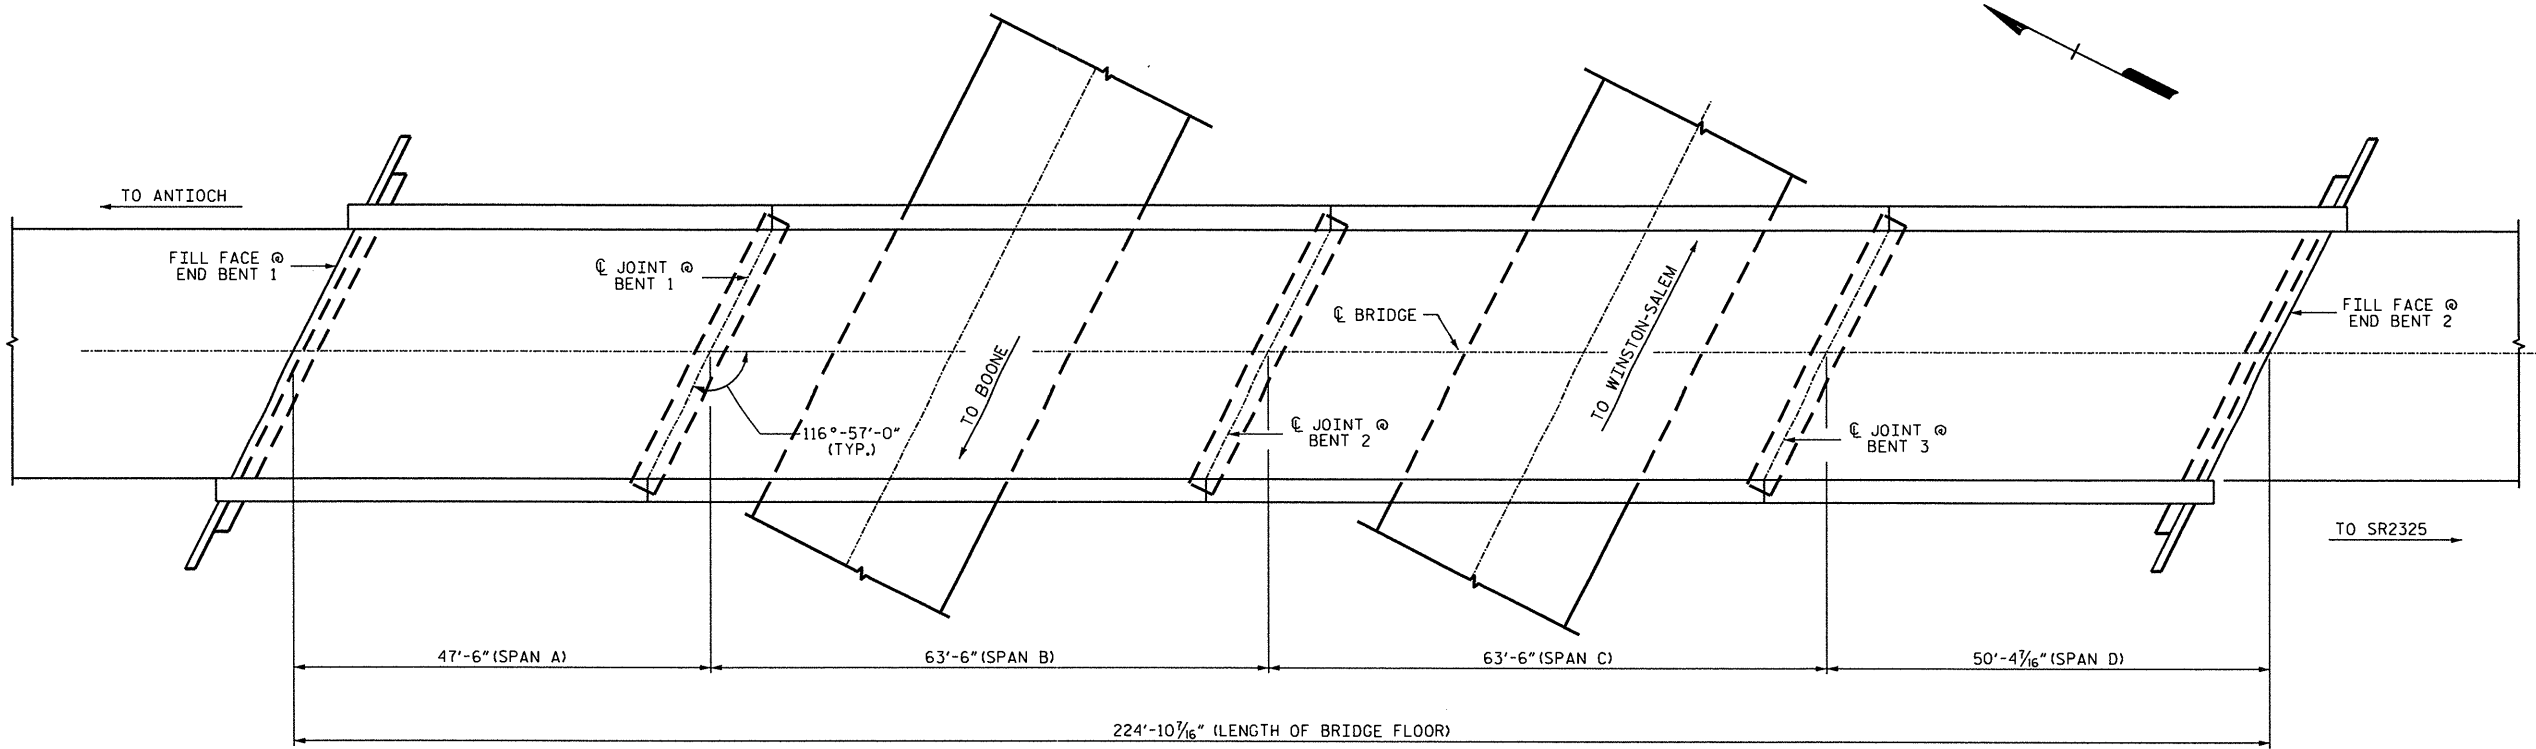 TO ANTIOCH
FILL FACE @
END BENT 1
℄ JOINT @
BENT 1
TO BOONE
116°-57'-0"
(TYP.)
℄ BRIDGE
℄ JOINT @
BENT 2
TO WINSTON-SALEM
℄ JOINT @
BENT 3
FILL FACE @
END BENT 2
TO SR2325
47'-6" (SPAN A)
63'-6" (SPAN B)
63'-6" (SPAN C)
50'-4 7/16" (SPAN D)
224'-10 7/16" (LENGTH OF BRIDGE FLOOR)